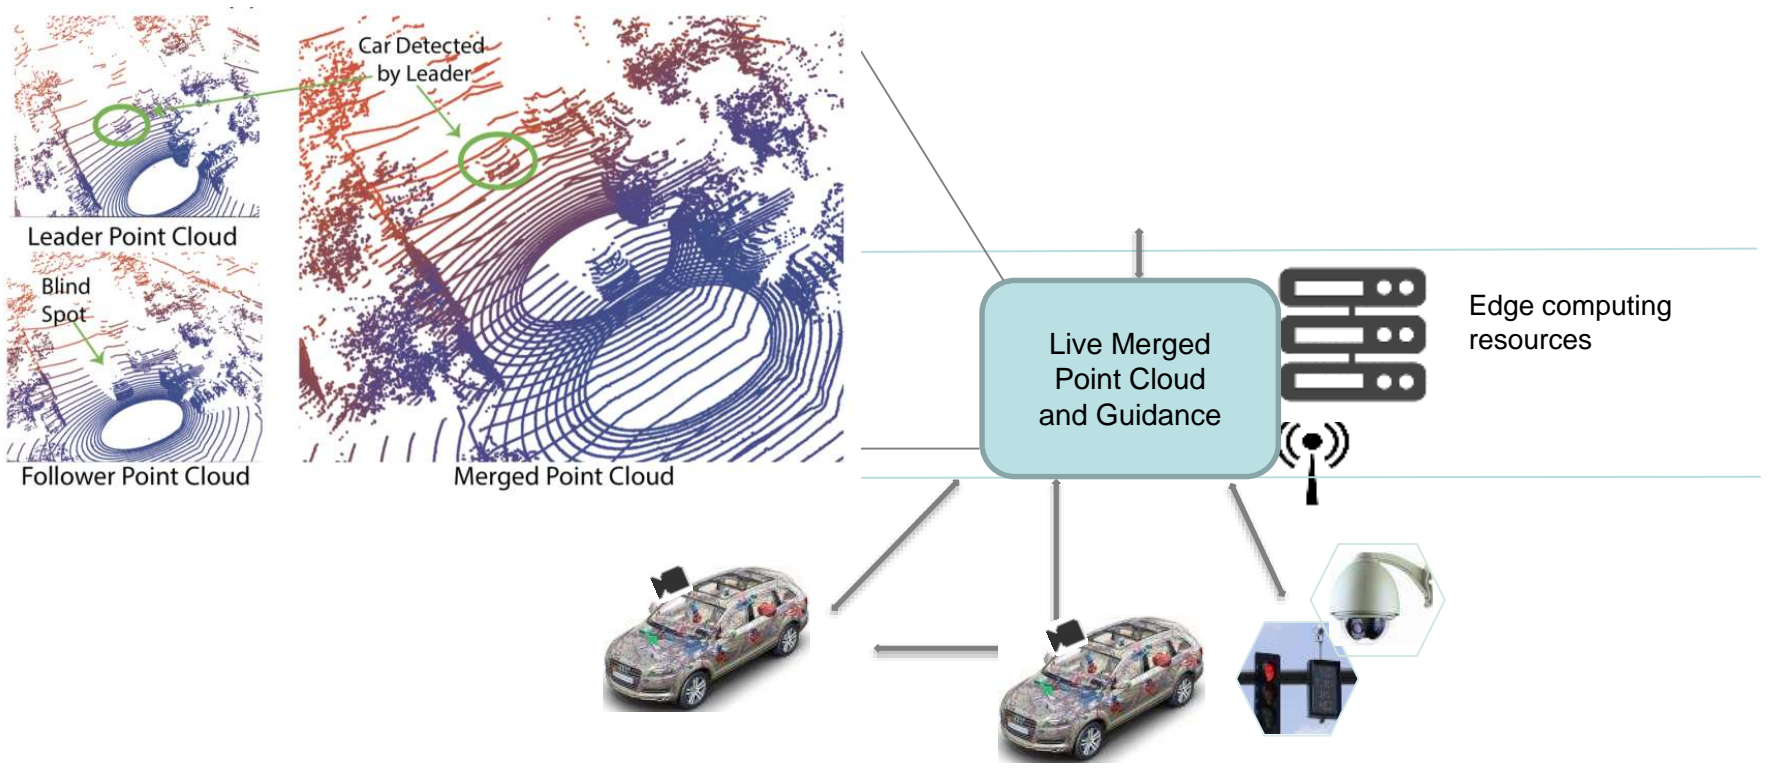 Car Detected
by Leader
Leader Point Cloud
Blind
Spot
Follower Point Cloud
Merged Point Cloud
Live Merged
Point Cloud
and Guidance
Edge computing
resources